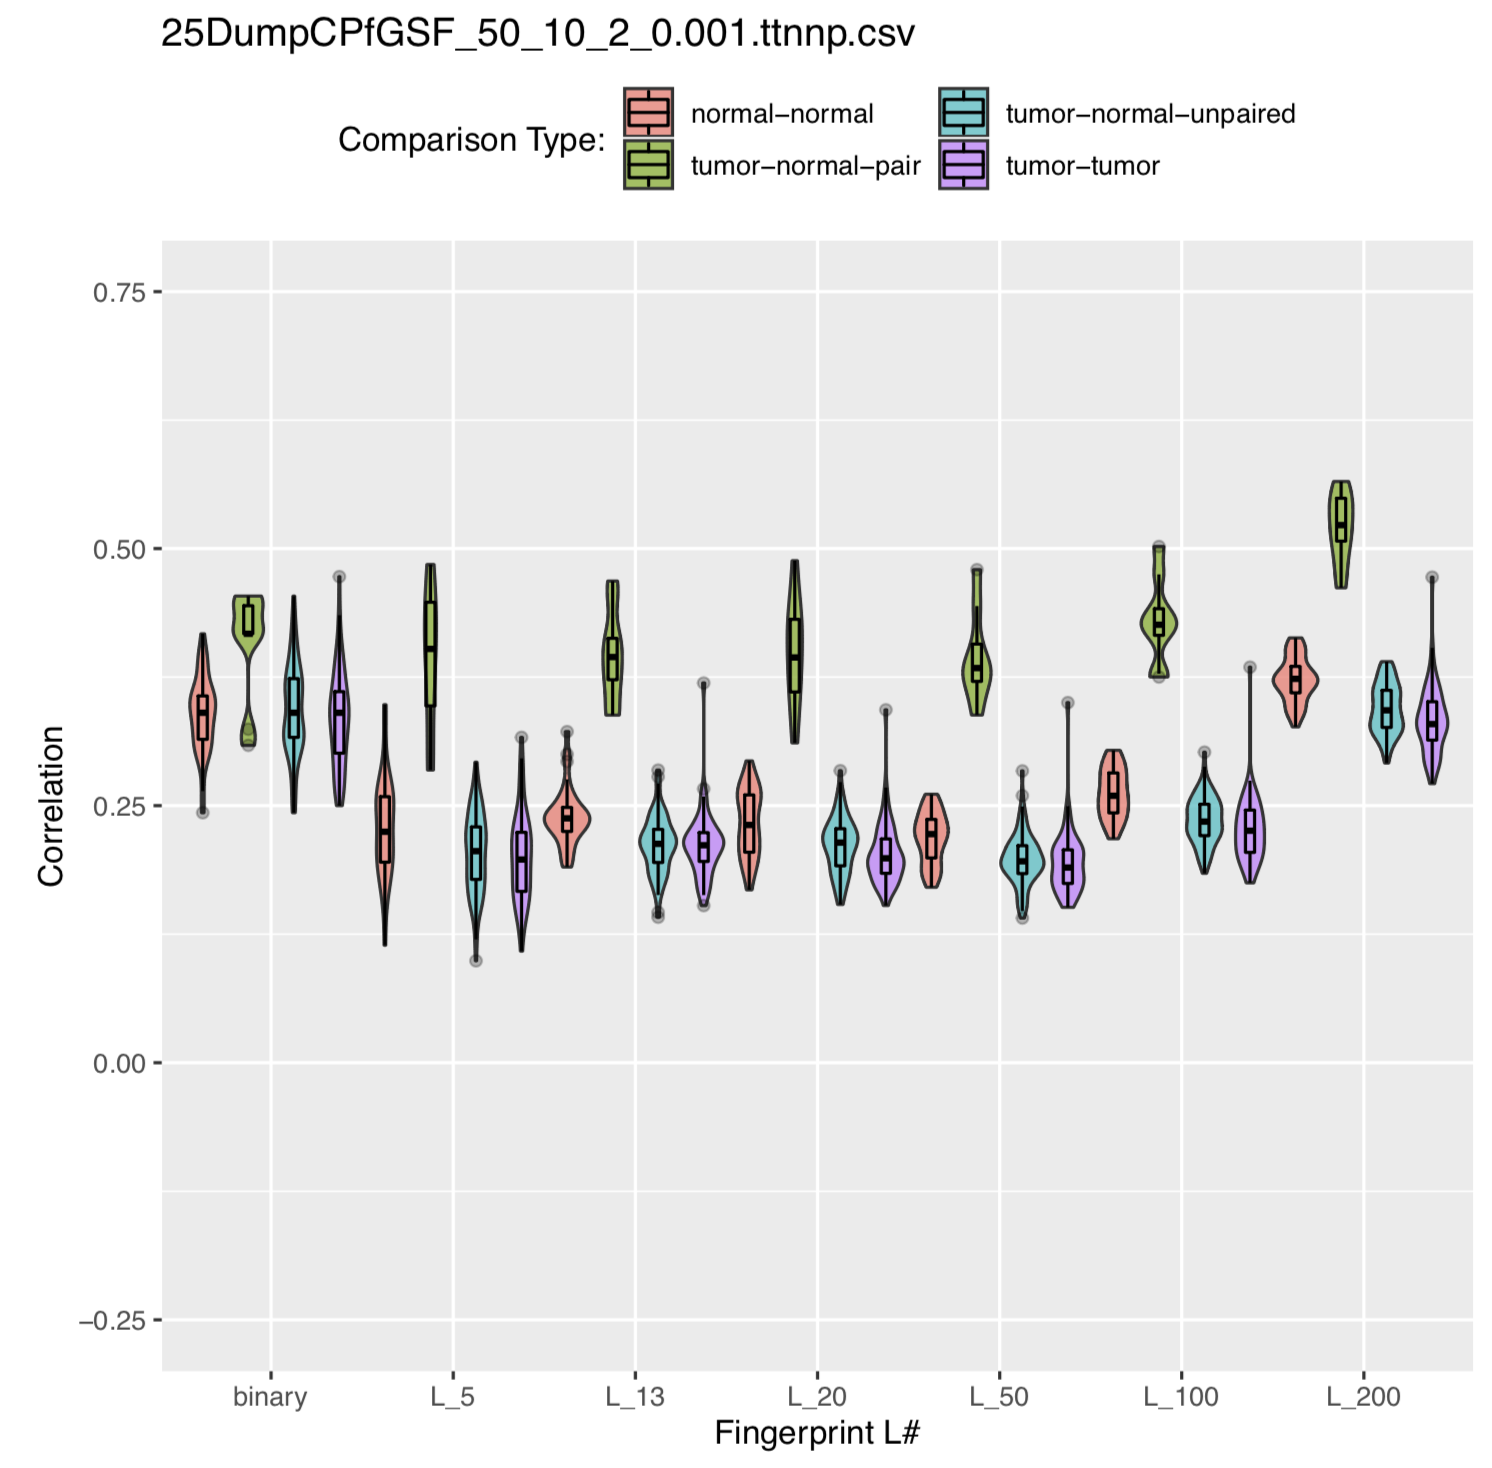 25DumpCPfGSF_50_10_2_0.001.ttnnp.csv
Comparison Type:
normal−normal
tumor−normal−pair
tumor−normal−unpaired
tumor−tumor
Correlation
0.75
0.50
0.25
0.00
−0.25
binary L_5 L_13 L_20 L_50 L_100 L_200
Fingerprint L#